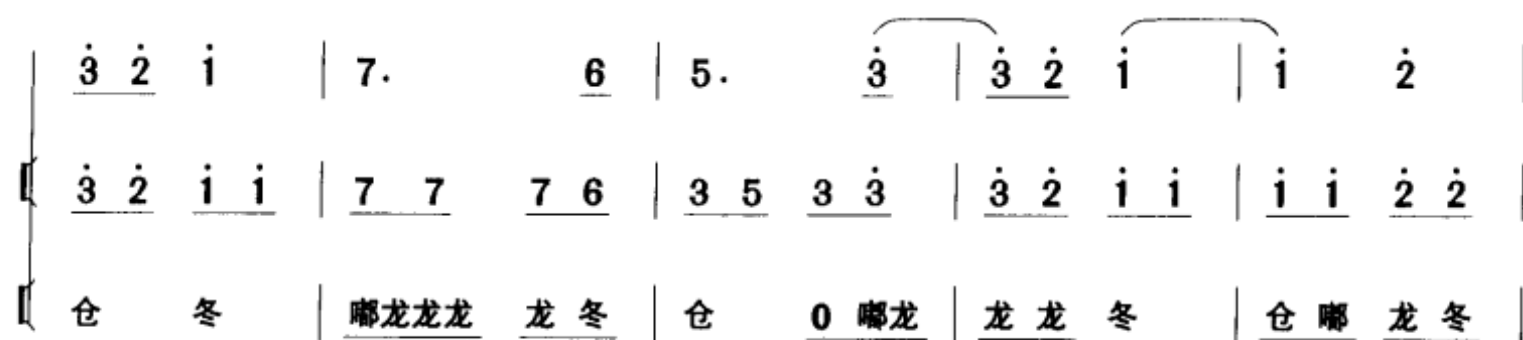 3̇ 2̇ 1̇ | 7. 6 | 5. 3̇ | 3̇ 2̇ 1̇ | 1̇ 2̇ |
3̇ 2̇ 1̇ 1̇ | 7 7 7 6 | 3 5 3 3̇ | 3̇ 2̇ 1̇ 1̇ | 1̇ 1̇ 2̇ 2̇ |
仓 冬 | 嘟龙龙龙 龙 冬 | 仓 0 嘟龙 | 龙 龙 冬 | 仓 嘟 龙 冬 |